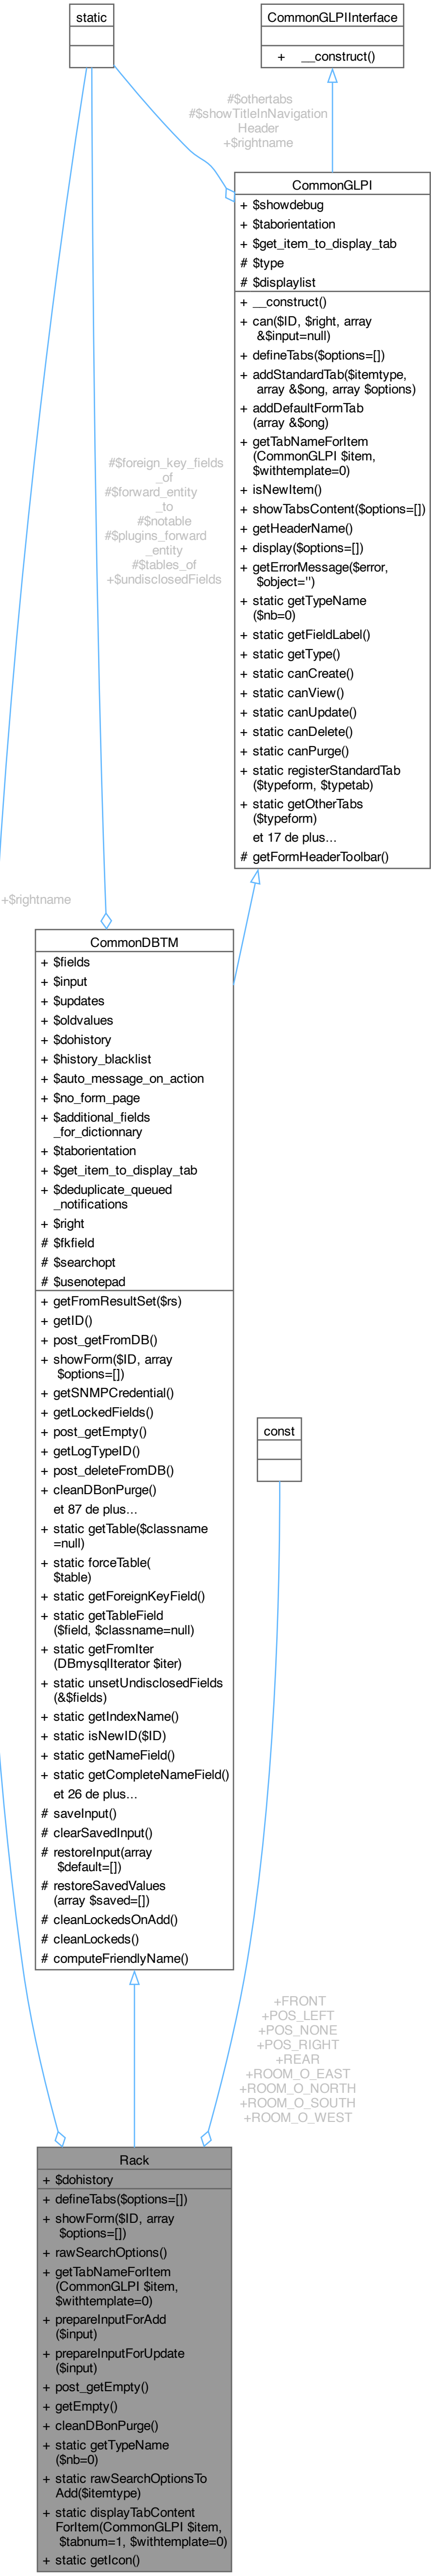 static
CommonGLPIInterface
+ __construct()
#$othertabs
#$showTitleInNavigation
Header
+$rightname
CommonGLPI
+ $showdebug
+ $taborientation
+ $get_item_to_display_tab
# $type
# $displaylist
+ __construct()
+ can($ID, $right, array
&$input=null)
+ defineTabs($options=[])
+ addStandardTab($itemtype,
array &$ong, array $options)
+ addDefaultFormTab
(array &$ong)
+ getTabNameForItem
(CommonGLPI $item,
$withtemplate=0)
+ isNewItem()
+ showTabsContent($options=[])
+ getHeaderName()
+ display($options=[])
+ getErrorMessage($error,
$object='')
+ static getTypeName
($nb=0)
+ static getFieldLabel()
+ static getType()
+ static canCreate()
+ static canView()
+ static canUpdate()
+ static canDelete()
+ static canPurge()
+ static registerStandardTab
($typeform, $typetab)
+ static getOtherTabs
($typeform)
et 17 de plus...
# getFormHeaderToolbar()
#$foreign_key_fields
_of
#$forward_entity
_to
#$notable
#$plugins_forward
_entity
#$tables_of
+$undisclosedFields
+$rightname
CommonDBTM
+ $fields
+ $input
+ $updates
+ $oldvalues
+ $dohistory
+ $history_blacklist
+ $auto_message_on_action
+ $no_form_page
+ $additional_fields
_for_dictionnary
+ $taborientation
+ $get_item_to_display_tab
+ $deduplicate_queued
_notifications
+ $right
# $fkfield
# $searchopt
# $usenotepad
+ getFromResultSet($rs)
+ getID()
+ post_getFromDB()
+ showForm($ID, array
$options=[])
+ getSNMPCredential()
+ getLockedFields()
+ post_getEmpty()
+ getLogTypeID()
+ post_deleteFromDB()
+ cleanDBonPurge()
et 87 de plus...
+ static getTable($classname
=null)
+ static forceTable(
$table)
+ static getForeignKeyField()
+ static getTableField
($field, $classname=null)
+ static getFromIter
(DBmysqlIterator $iter)
+ static unsetUndisclosedFields
(&$fields)
+ static getIndexName()
+ static isNewID($ID)
+ static getNameField()
+ static getCompleteNameField()
et 26 de plus...
# saveInput()
# clearSavedInput()
# restoreInput(array
$default=[])
# restoreSavedValues
(array $saved=[])
# cleanLockedsOnAdd()
# cleanLockeds()
# computeFriendlyName()
const
+FRONT
+POS_LEFT
+POS_NONE
+POS_RIGHT
+REAR
+ROOM_O_EAST
+ROOM_O_NORTH
+ROOM_O_SOUTH
+ROOM_O_WEST
Rack
+ $dohistory
+ defineTabs($options=[])
+ showForm($ID, array
$options=[])
+ rawSearchOptions()
+ getTabNameForItem
(CommonGLPI $item,
$withtemplate=0)
+ prepareInputForAdd
($input)
+ prepareInputForUpdate
($input)
+ post_getEmpty()
+ getEmpty()
+ cleanDBonPurge()
+ static getTypeName
($nb=0)
+ static rawSearchOptionsTo
Add($itemtype)
+ static displayTabContent
ForItem(CommonGLPI $item,
$tabnum=1, $withtemplate=0)
+ static getIcon()